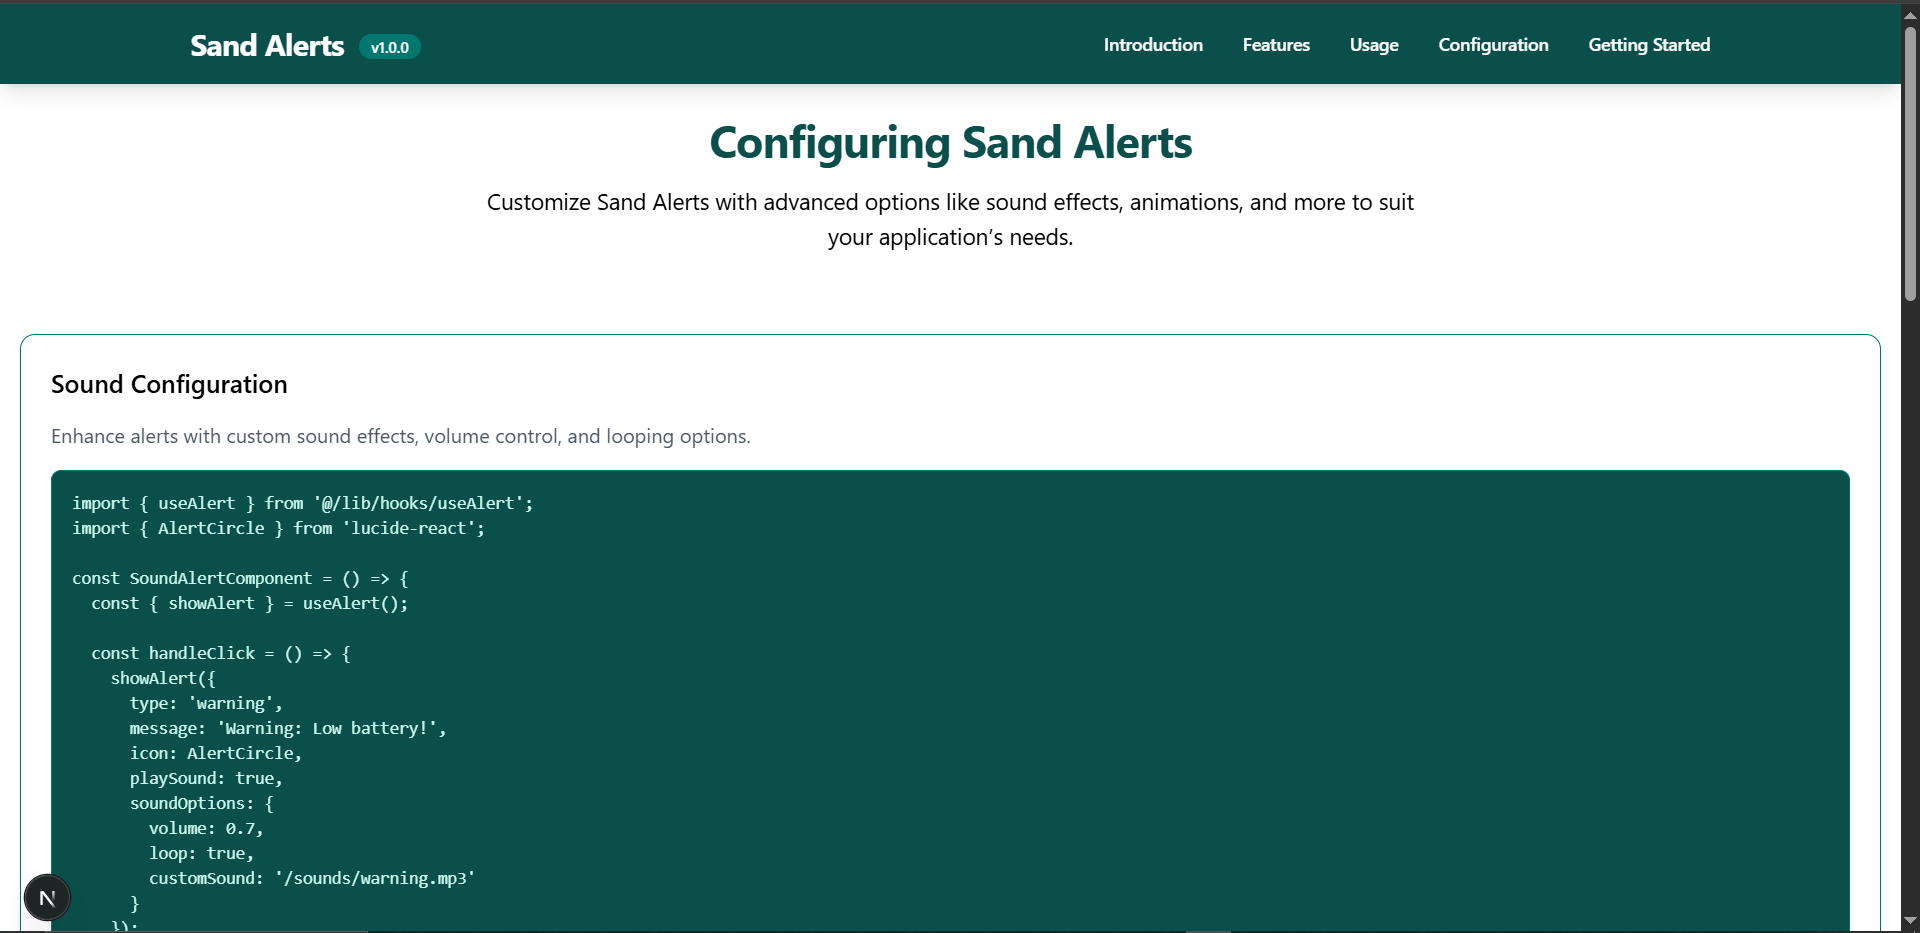 Sand Alerts v1.0.0 Introduction Features Usage Configuration Getting Started
Configuring Sand Alerts
Customize Sand Alerts with advanced options like sound effects, animations, and more to suit
your application’s needs.
Sound Configuration
Enhance alerts with custom sound effects, volume control, and looping options.
import { useAlert } from '@/lib/hooks/useAlert';
import { AlertCircle } from 'lucide-react';
const SoundAlertComponent = () => {
  const { showAlert } = useAlert();
  const handleClick = () => {
    showAlert({
      type: 'warning',
      message: 'Warning: Low battery!',
      icon: AlertCircle,
      playSound: true,
      soundOptions: {
        volume: 0.7,
        loop: true,
        customSound: '/sounds/warning.mp3'
      }
    });
N